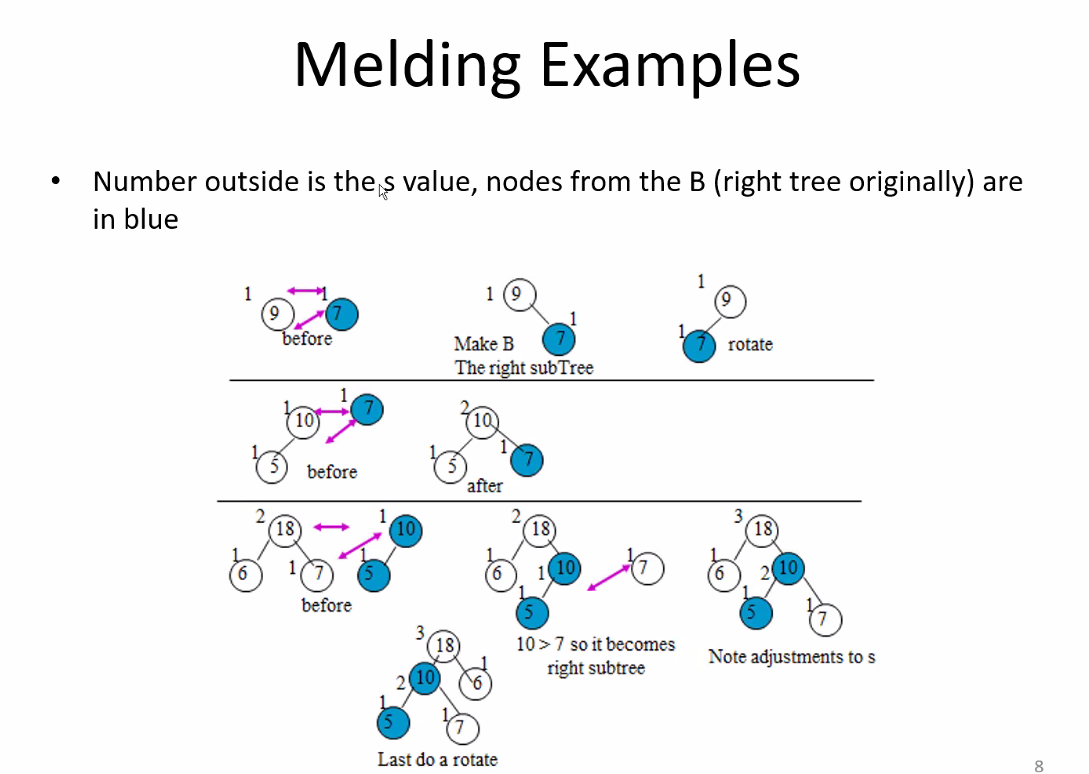 Melding Examples
• Number outside is the s value, nodes from the B (right tree originally) are
in blue
1 9 1 7
before
1 9 1 7
Make B
The right subTree
1 9 1 7
rotate
1 10 1 7
1 5
before
2 10
1 5 1 7
after
2 18 1 10
1 6 1 7 1 5
before
2 18
1 6 1 10 1 7
1 5
10 > 7 so it becomes
right subtree
3 18
1 6 2 10
1 5 1 7
Note adjustments to s
3 18
2 10 1 6
1 5 1 7
Last do a rotate
8